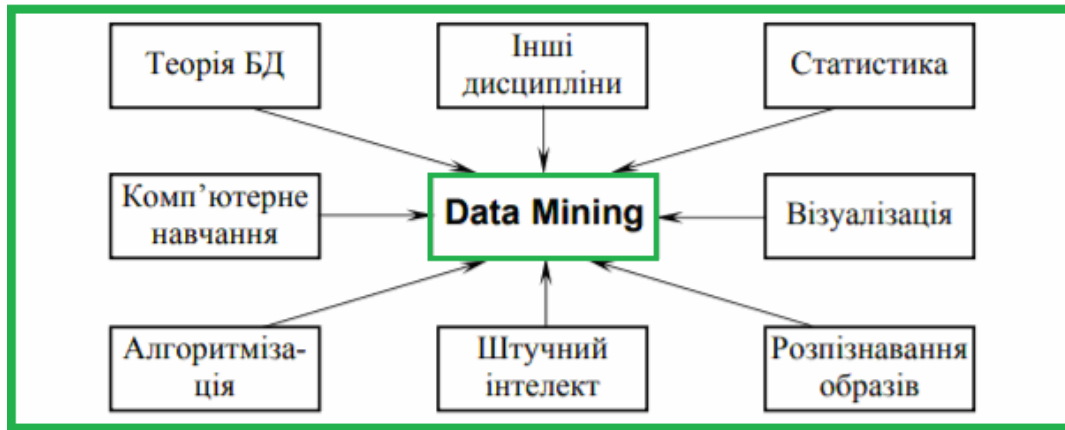 Теорія БД
Інші
дисципліни
Статистика
Комп’ютерне
навчання
Data Mining
Візуалізація
Алгоритміза-
ція
Штучний
інтелект
Розпізнавання
образів